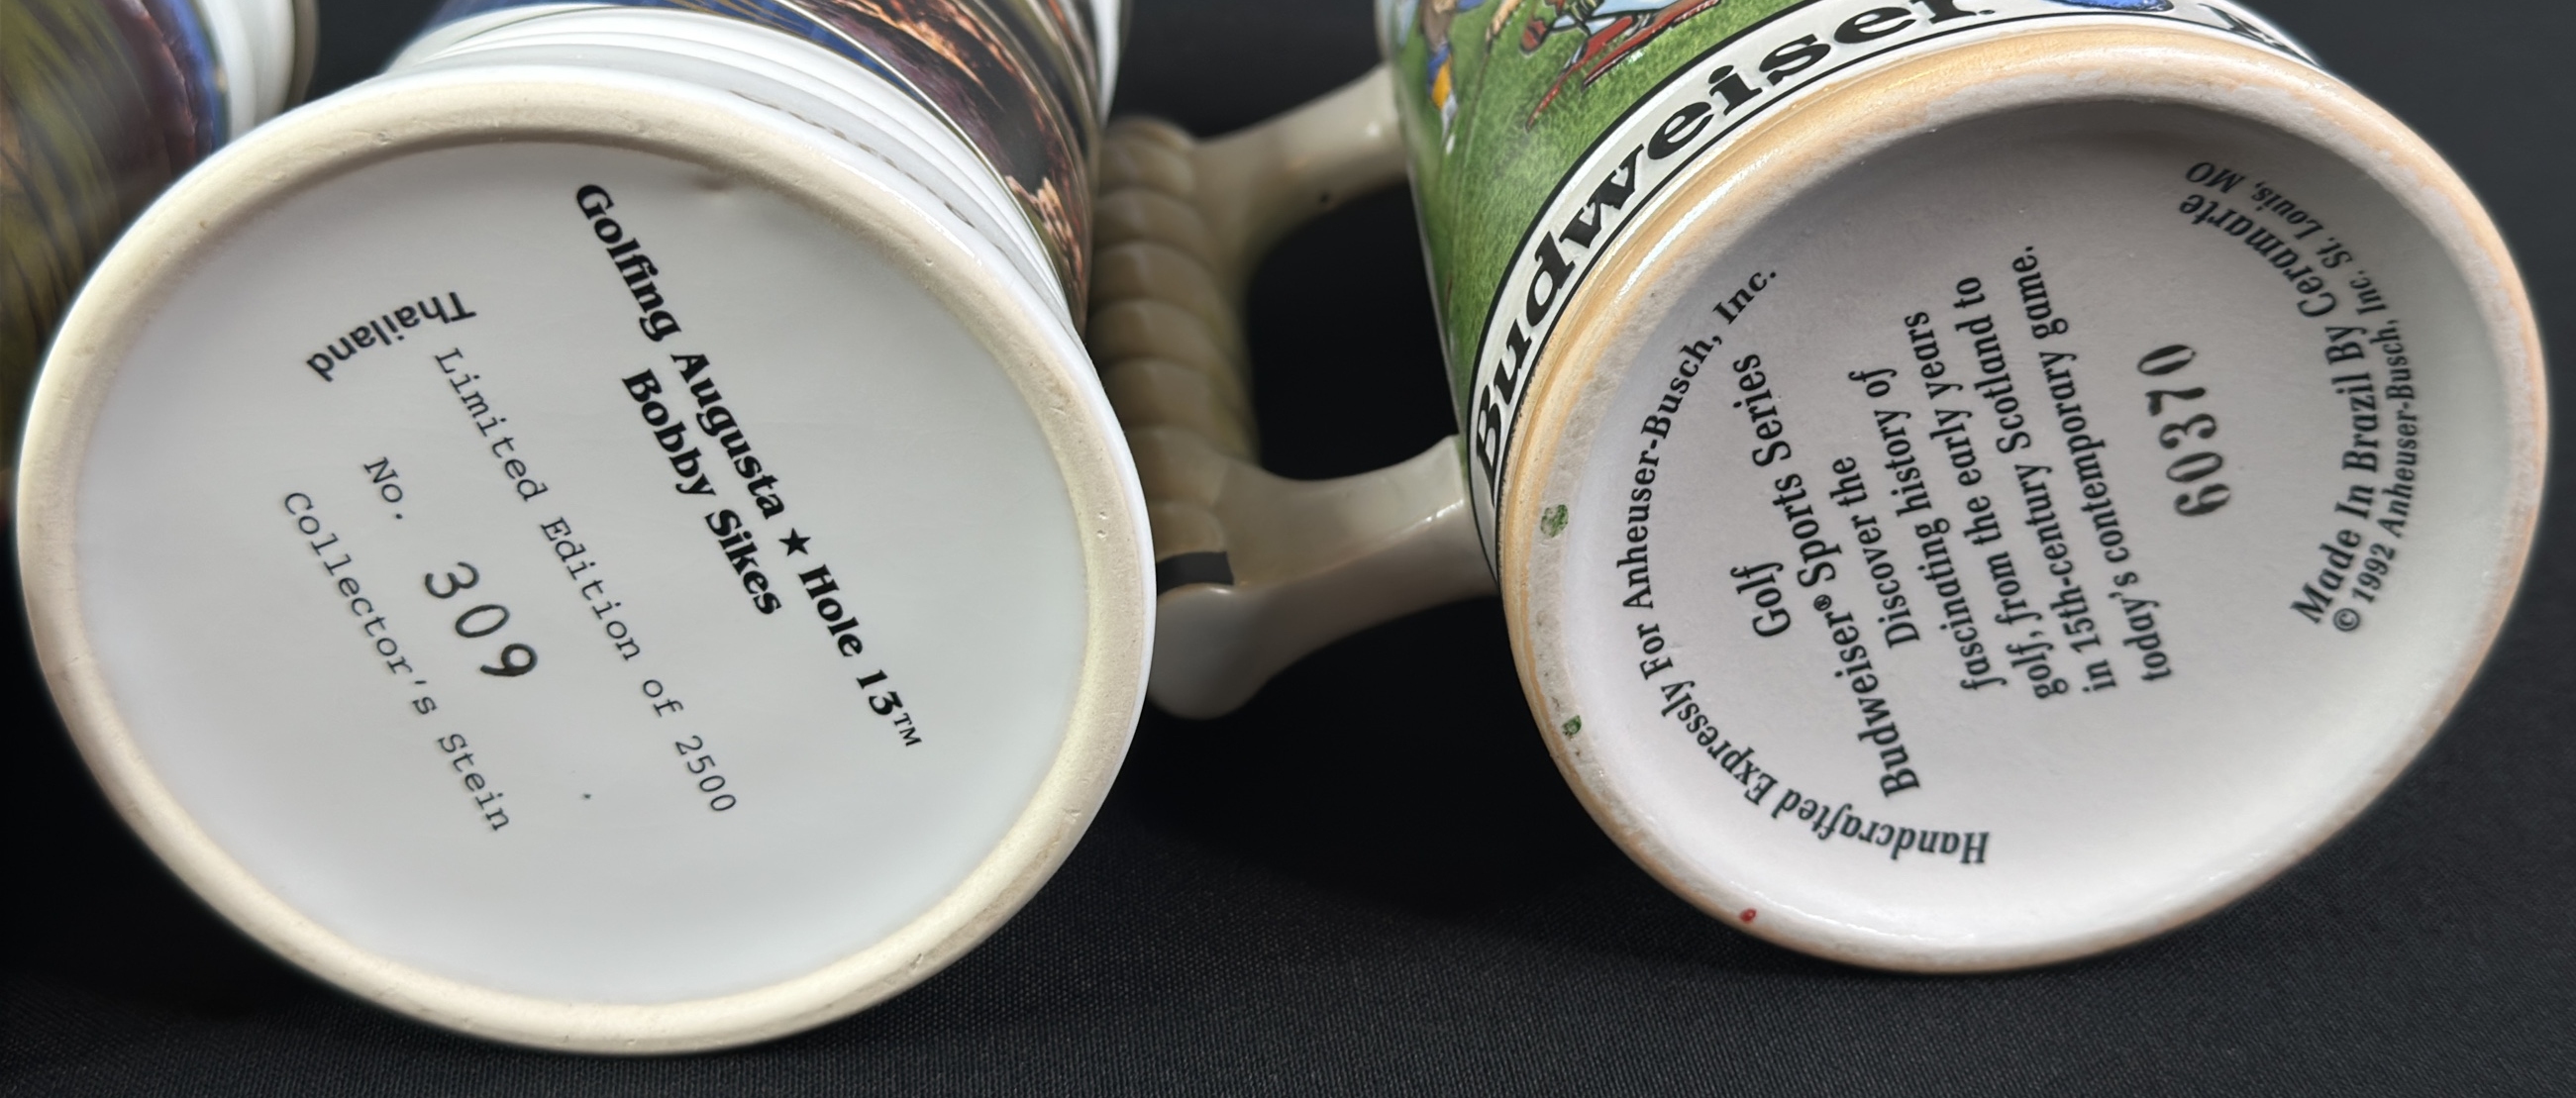 Golfing Augusta ★ Hole 13™
Bobby Sikes
Limited Edition of 2500
No. 309
Collector's Stein
Thailand
Budweiser
Handcrafted Expressly For Anheuser-Busch, Inc.
Golf
Budweiser® Sports Series
Discover the
fascinating history of
golf, from the early years
in 15th-century Scotland to
today's contemporary game.
60370
Made In Brazil By Ceramarte
© 1992 Anheuser-Busch, Inc. St. Louis, MO